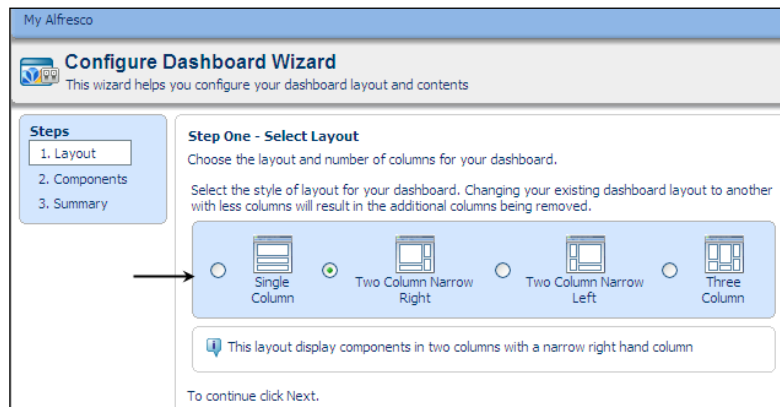 My Alfresco
Configure Dashboard Wizard
This wizard helps you configure your dashboard layout and contents
Steps
1. Layout
2. Components
3. Summary
Step One - Select Layout
Choose the layout and number of columns for your dashboard.
Select the style of layout for your dashboard. Changing your existing dashboard layout to another
with less columns will result in the additional columns being removed.
Single
Column
Two Column Narrow
Right
Two Column Narrow
Left
Three
Column
This layout display components in two columns with a narrow right hand column
To continue click Next.